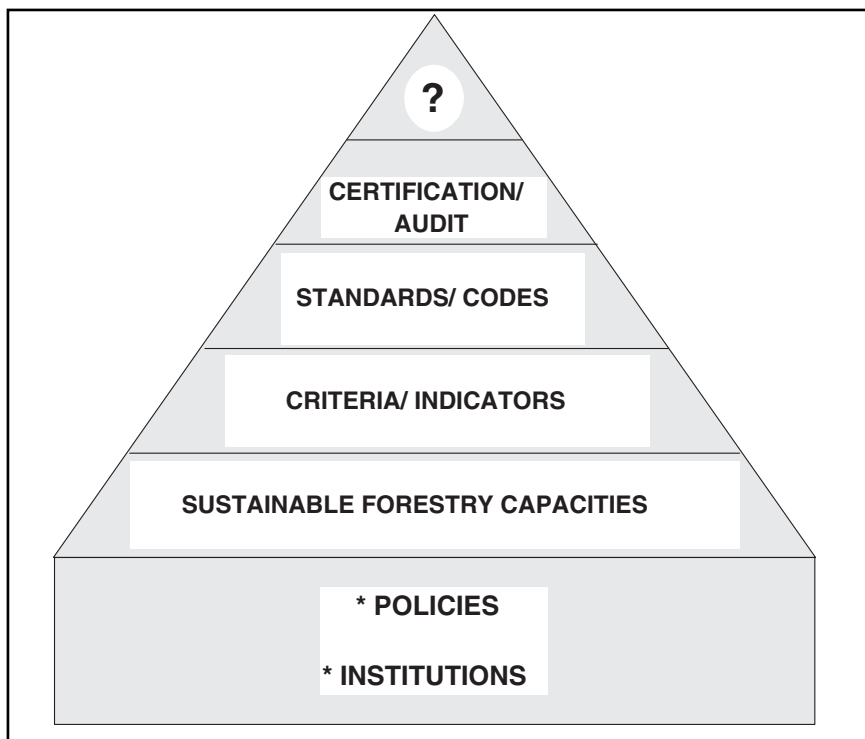 ?
CERTIFICATION/
AUDIT
STANDARDS/ CODES
CRITERIA/ INDICATORS
SUSTAINABLE FORESTRY CAPACITIES
* POLICIES
* INSTITUTIONS